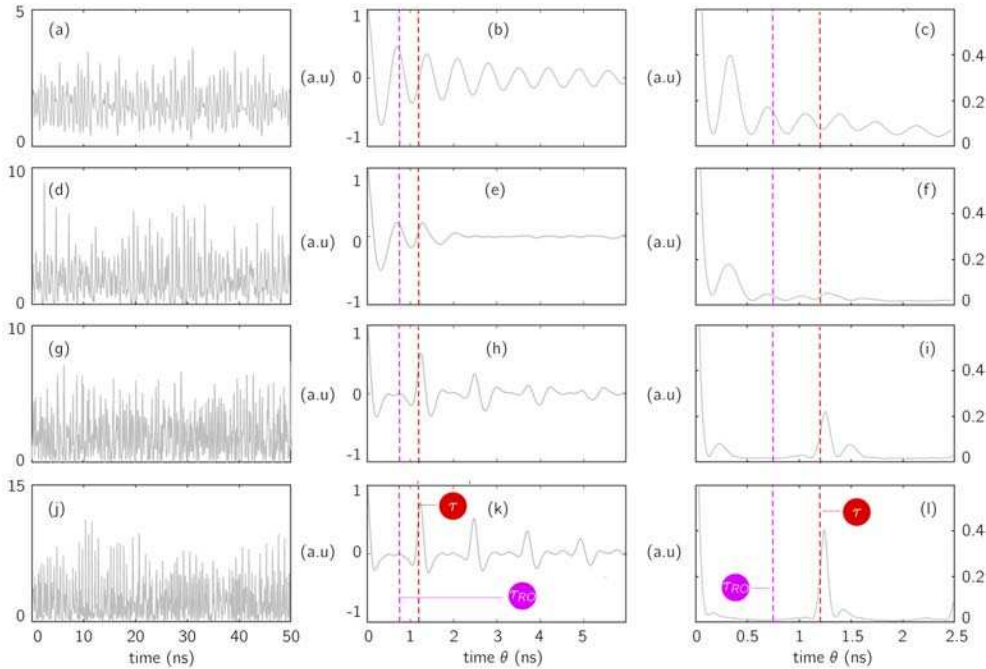 5 (a) 0
1 (b) (a.u) 0 -1
(c) (a.u) 0.4 0.2 0
10 (d) 0
1 (e) (a.u) 0 -1
(f) (a.u) 0.4 0.2 0
10 (g) 0
1 (h) (a.u) 0 -1
(i) (a.u) 0.4 0.2 0
15 (j) 0
1 (k) (a.u) 0 -1 τ τRO
(l) (a.u) 0.4 0.2 0 τ τRO
0 10 20 30 40 50
0 1 2 3 4 5
0 0.5 1 1.5 2 2.5
time (ns)
time θ (ns)
time θ (ns)